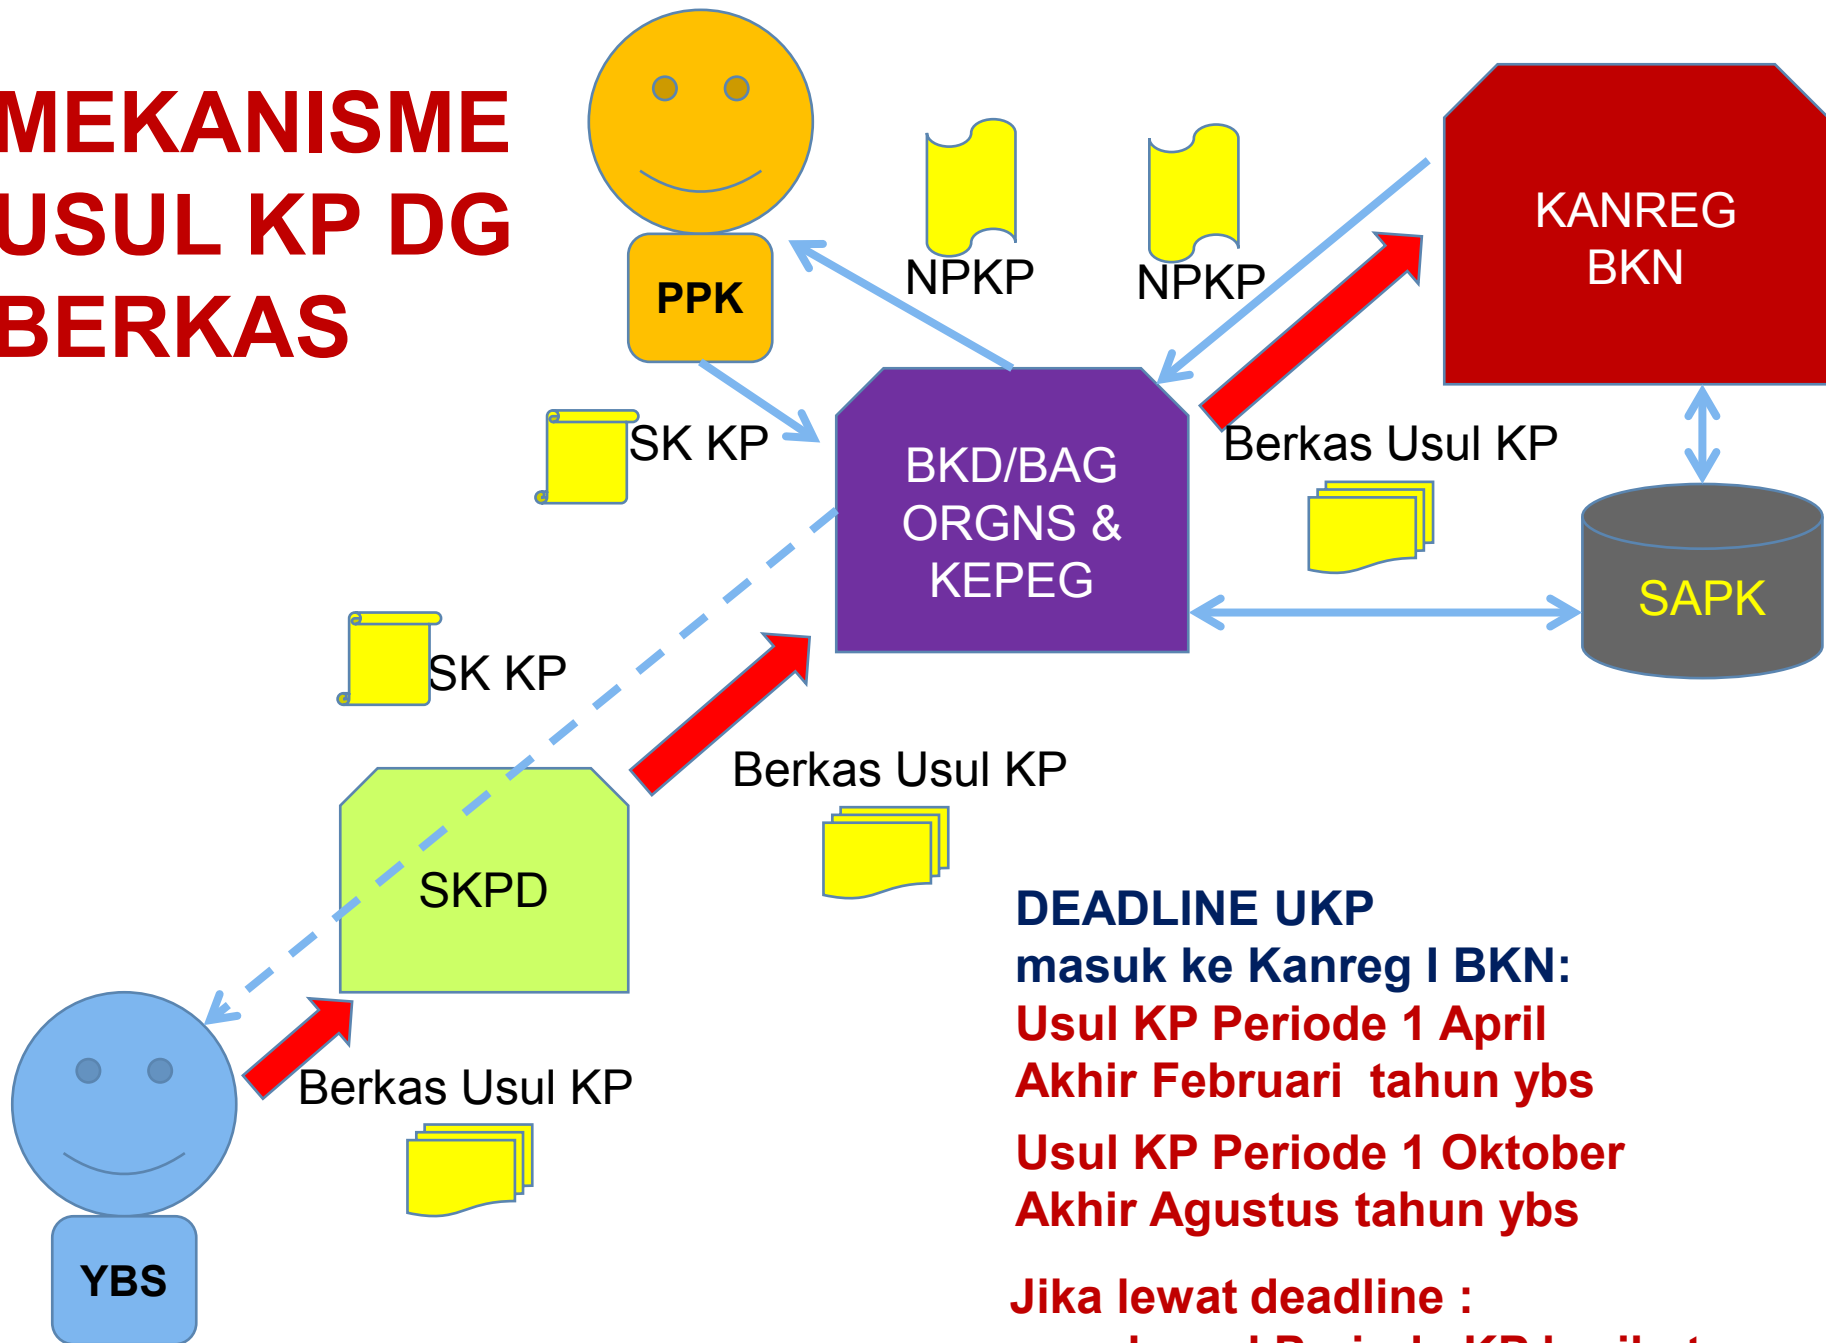 MEKANISME
USUL KP DG
BERKAS
PPK
NPKP
NPKP
KANREG
BKN
SK KP
BKD/BAG
ORGNS &
KEPEG
Berkas Usul KP
SAPK
SK KP
Berkas Usul KP
SKPD
Berkas Usul KP
YBS
DEADLINE UKP
masuk ke Kanreg I BKN:
Usul KP Periode 1 April
Akhir Februari tahun ybs
Usul KP Periode 1 Oktober
Akhir Agustus tahun ybs
Jika lewat deadline :
Periode KP